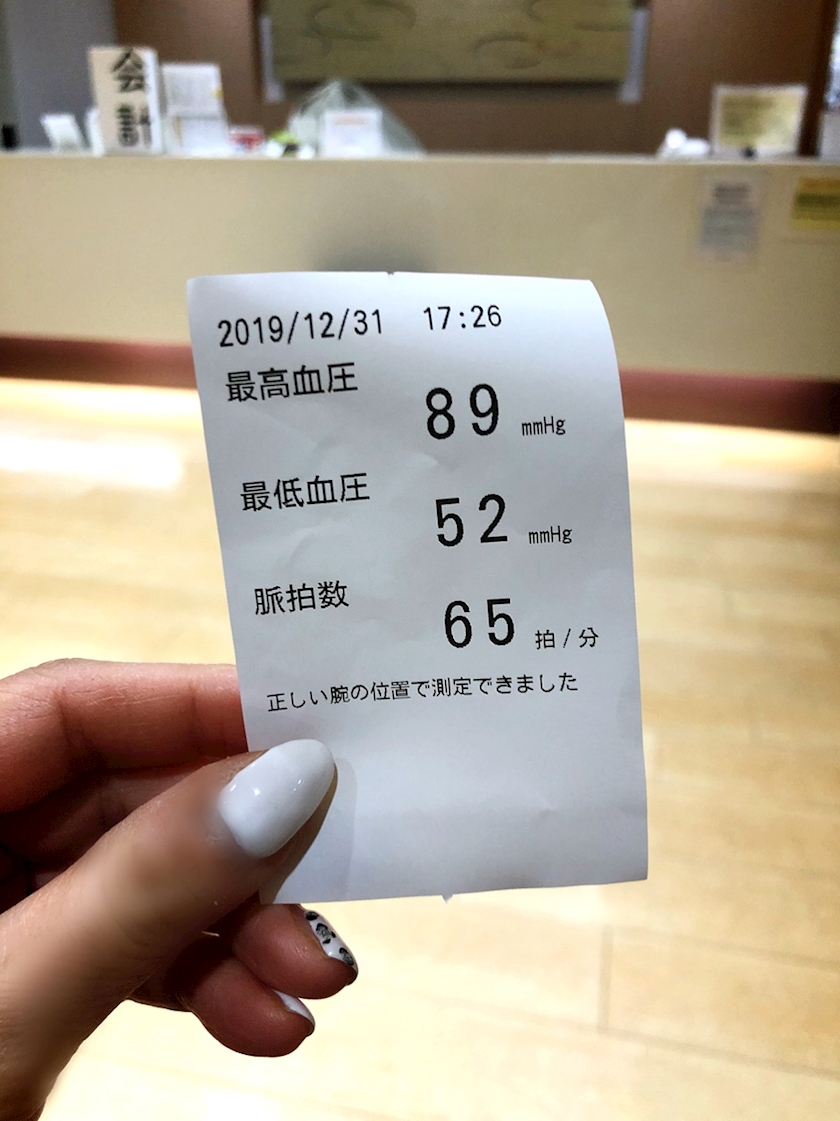 会計
2019/12/31 17:26
最高血圧
89 mmHg
最低血圧
52 mmHg
脈拍数
65 拍/分
正しい腕の位置で測定できました